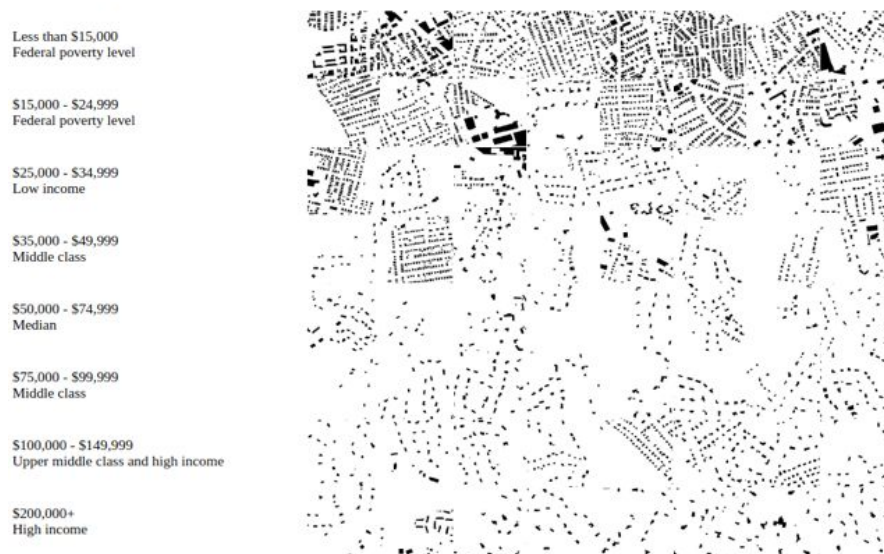 Less than $15,000
Federal poverty level
$15,000 - $24,999
Federal poverty level
$25,000 - $34,999
Low income
$35,000 - $49,999
Middle class
$50,000 - $74,999
Median
$75,000 - $99,999
Middle class
$100,000 - $149,999
Upper middle class and high income
$200,000+
High income